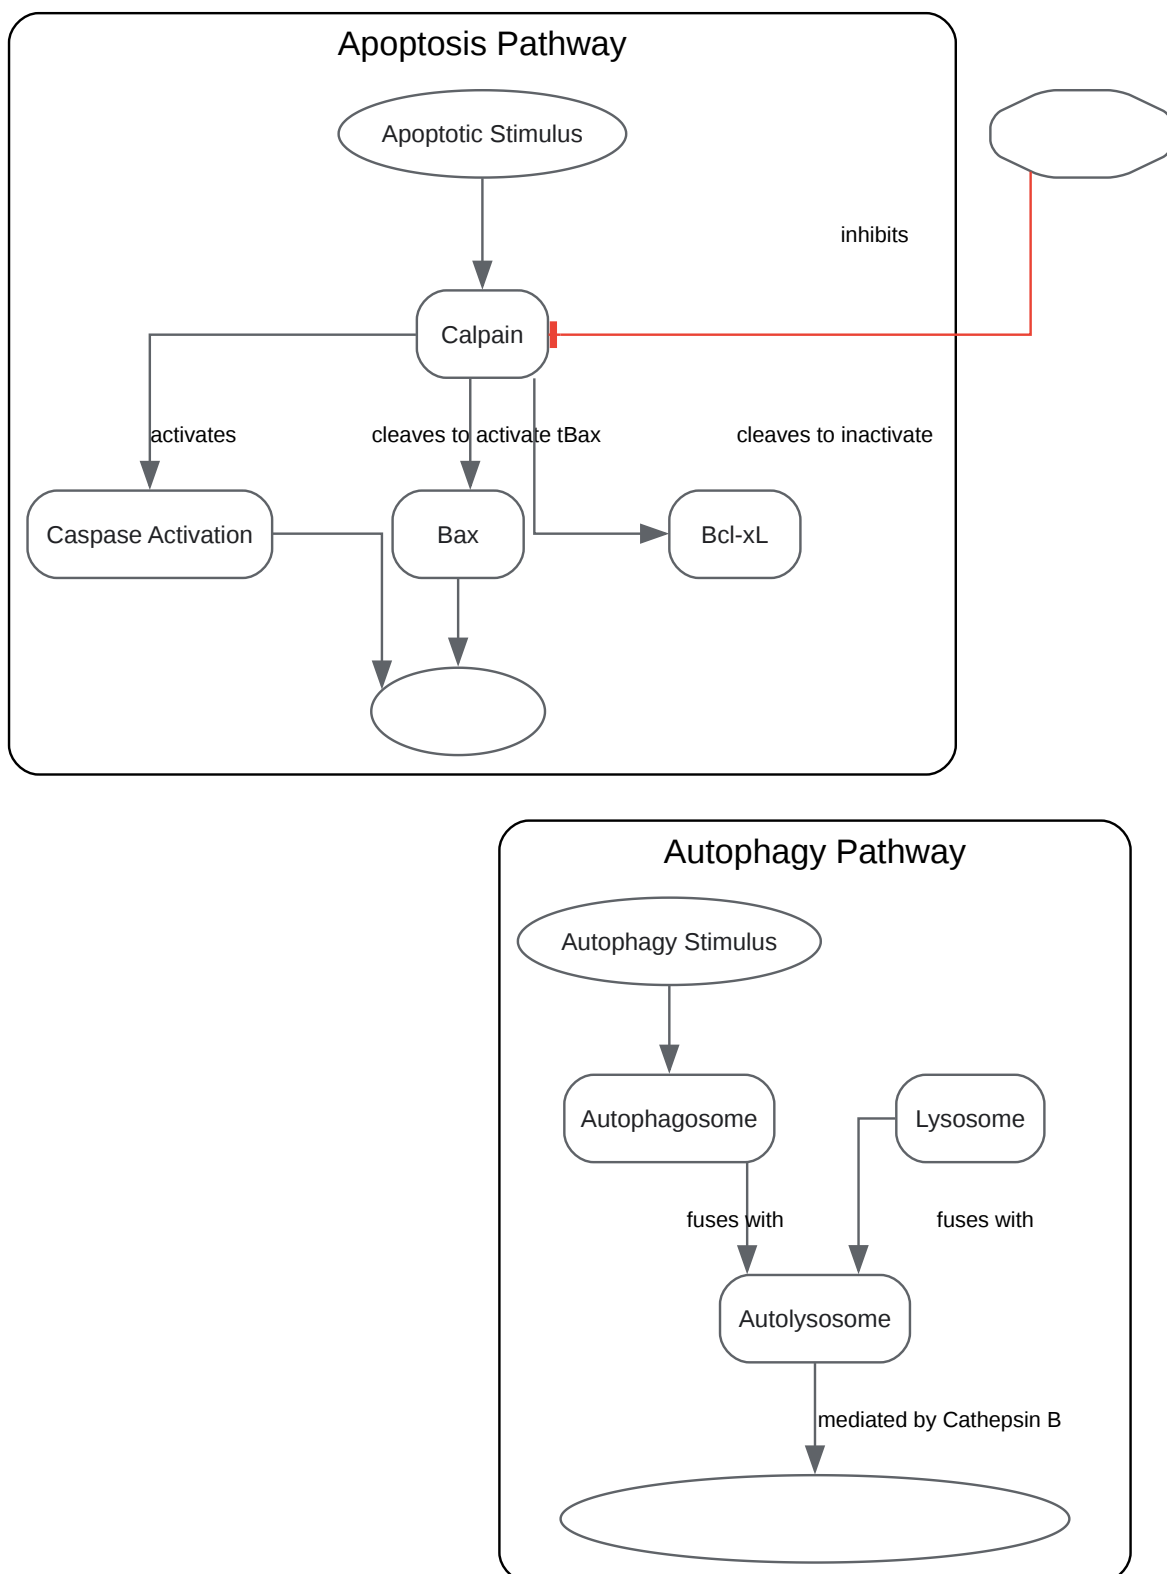 Apoptosis Pathway
Apoptotic Stimulus
inhibits
Calpain
activates
cleaves to activate tBax
cleaves to inactivate
Caspase Activation
Bax
Bcl-xL
Autophagy Pathway
Autophagy Stimulus
Autophagosome
Lysosome
fuses with
fuses with
Autolysosome
mediated by Cathepsin B